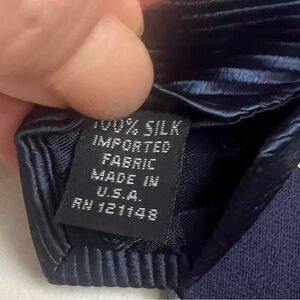 100% SILK
IMPORTED
FABRIC
MADE IN
U.S.A.
RN 121148